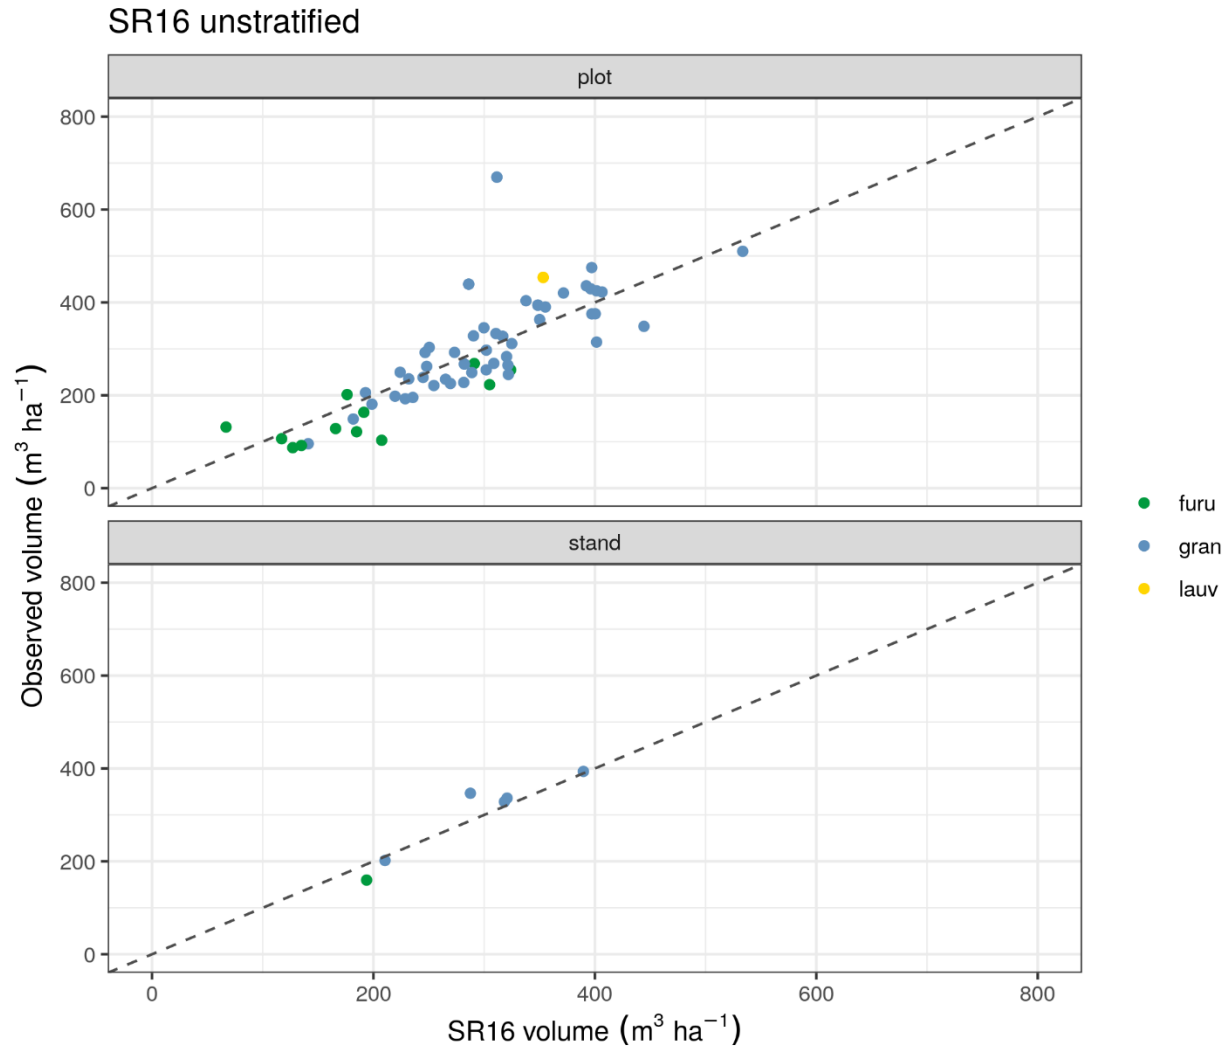 SR16 unstratified
plot
800
600
400
200
0
stand
800
600
400
200
0
0 200 400 600 800
SR16 volume (m³ ha⁻¹)
Observed volume (m³ ha⁻¹)
furu
gran
lauv